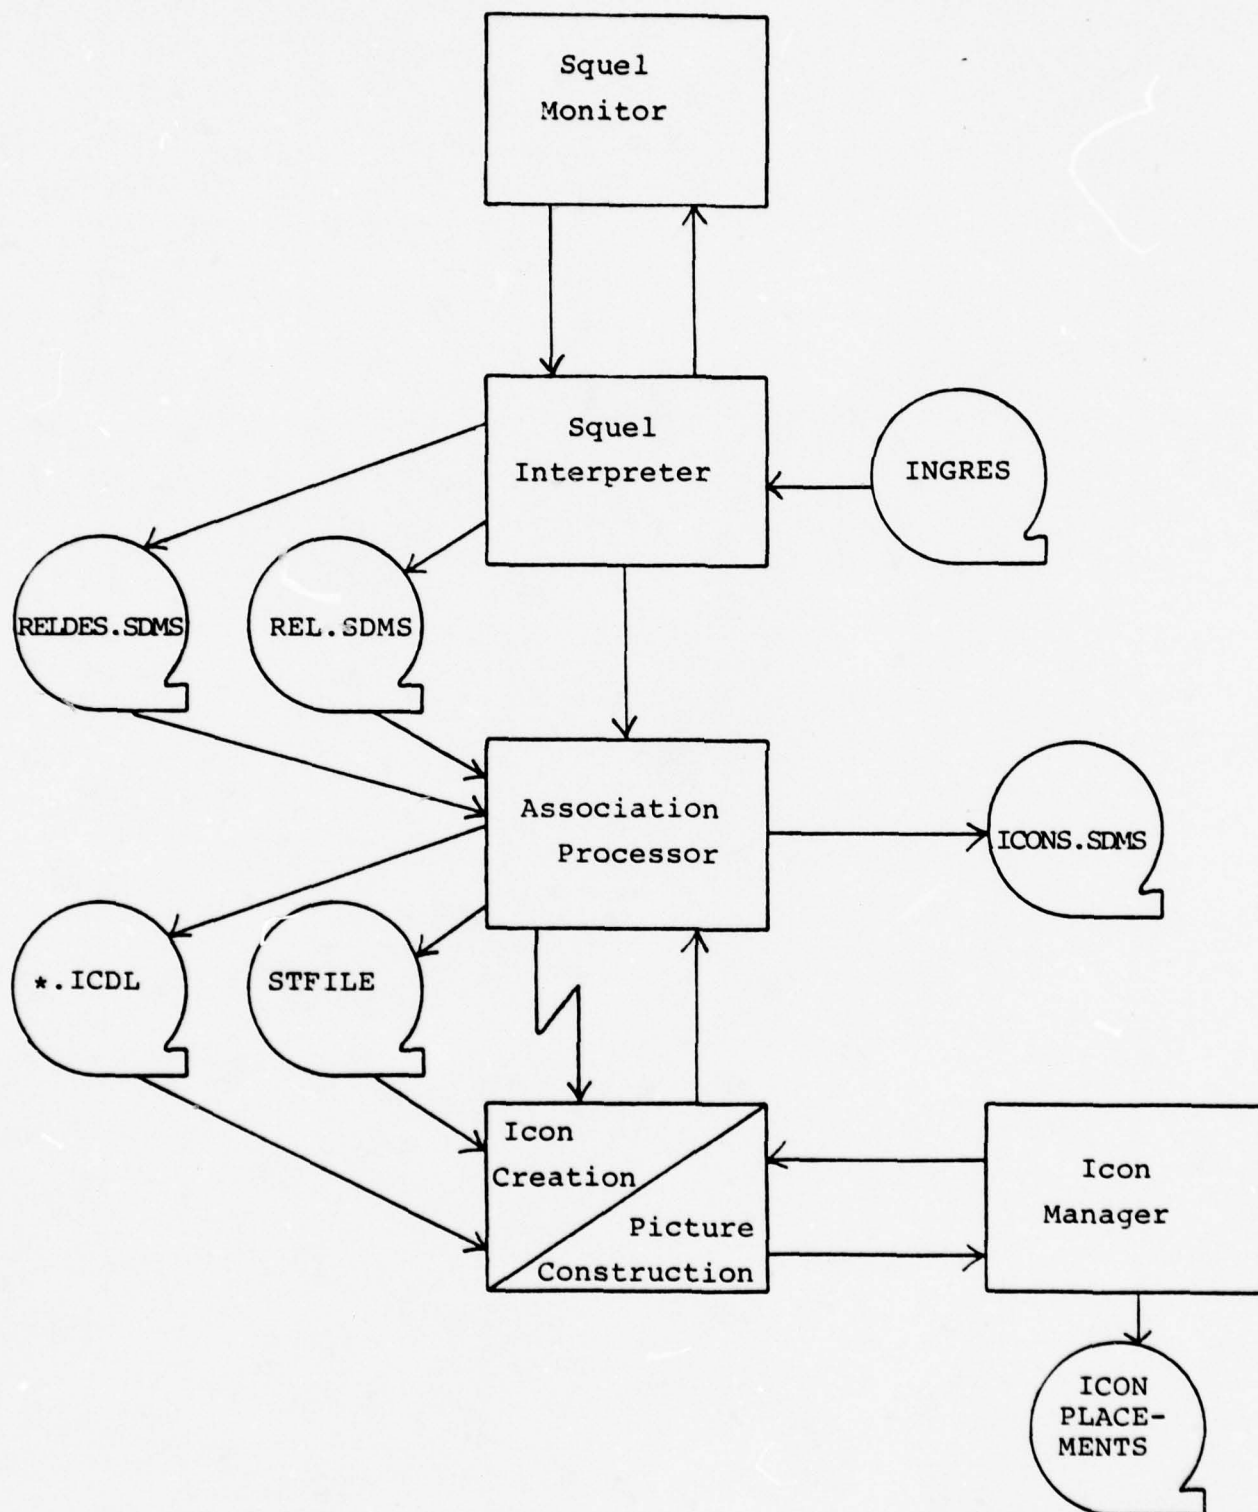 Squel
Monitor
Squel
Interpreter
INGRES
RELDES.SDMS
REL.SDMS
Association
Processor
ICONS.SDMS
*.ICDL
STFILE
Icon
Creation
Picture
Construction
Icon
Manager
ICON
PLACE-
MENTS